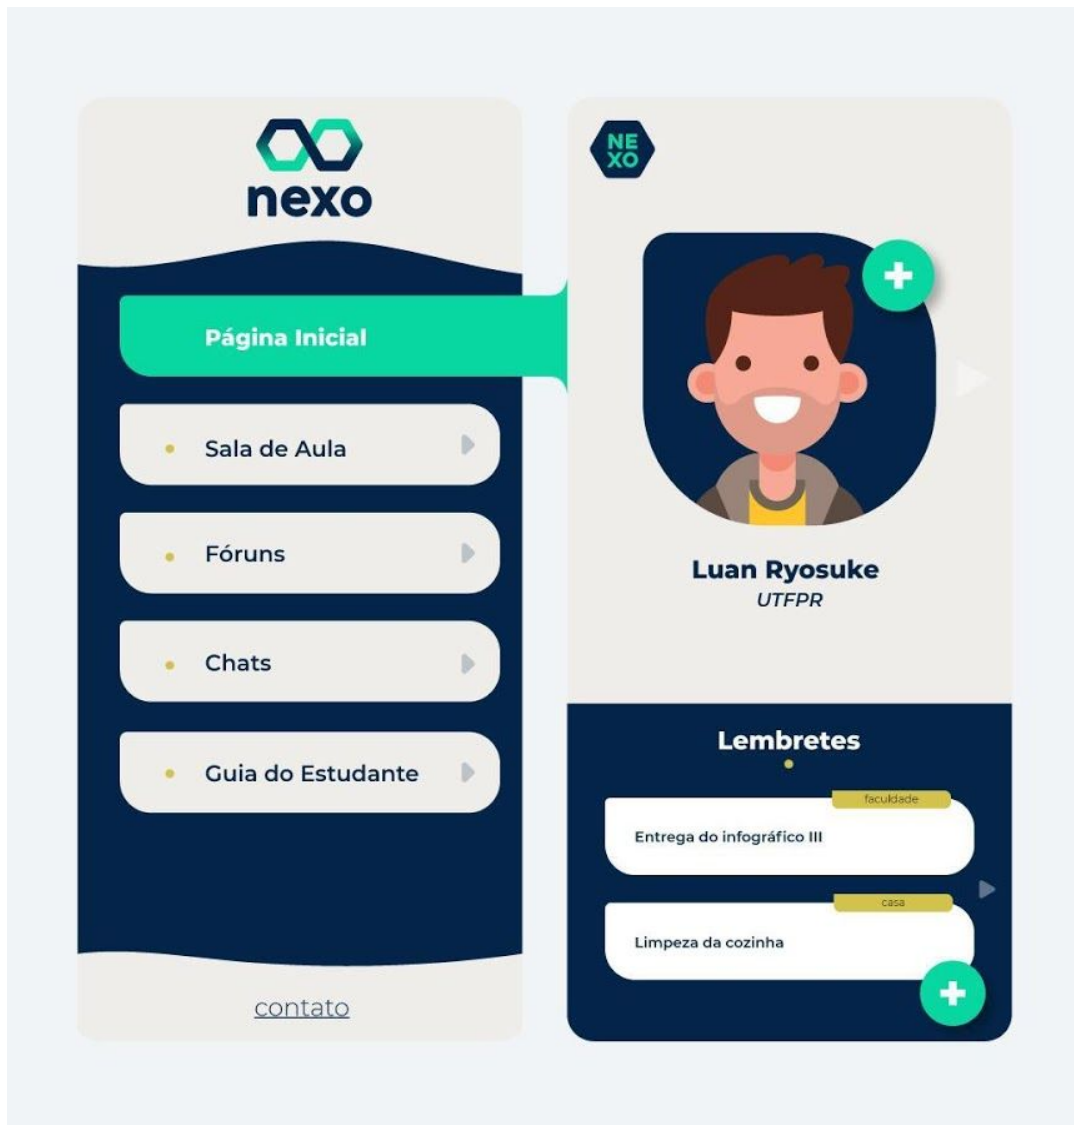 nexo
Página Inicial
Sala de Aula
Fóruns
Chats
Guia do Estudante
contato
NE
XO
Luan Ryosuke
UTFPR
Lembretes
faculdade
Entrega do infográfico III
casa
Limpeza da cozinha